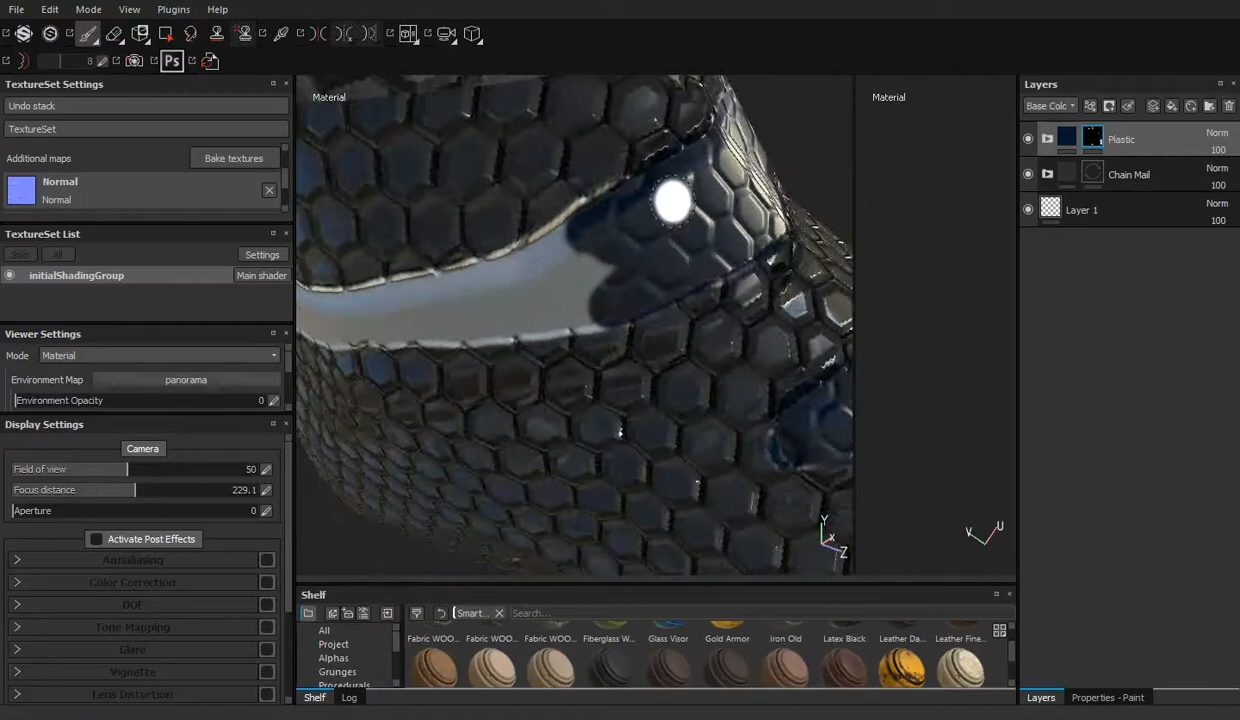 File Edit Mode View Plugins Help
8
Ps
TextureSet Settings
Undo stack
TextureSet
Additional maps
Bake textures
Normal
Normal
TextureSet List
Solo
All
Settings
initialShadingGroup
Main shader
Viewer Settings
Mode
Material
Environment Map
panorama
Environment Opacity
0
Display Settings
Camera
Field of view
50
Focus distance
229.1
Aperture
0
Activate Post Effects
Antialiasing
Color Correction
DOF
Tone Mapping
Glare
Vignette
Lens Distortion
Material
Material
Y
X
Z
V
U
Shelf
Smart...
Search...
All
Project
Alphas
Grunges
Procedurals
Fabric WOO...
Fabric WOO...
Fabric WOO...
Fiberglass W...
Glass Visor
Gold Armor
Iron Old
Latex Black
Leather Da...
Leather Fine...
Shelf
Log
Layers
Base Colc
Plastic
Norm
100
Chain Mail
Norm
100
Layer 1
Norm
100
Layers
Properties - Paint